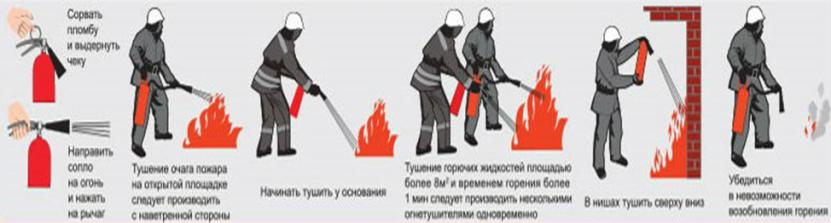 Сорвать
пломбу
и выдернуть
чеку
Направить
сопло
на огонь
и нажать
на рычаг
Тушение очага пожара
на открытой площадке
следует производить
с наветренной стороны
Начинать тушить у основания
Тушение горючих жидкостей площадью
более 8м² и временем горения более
1 мин следует производить несколькими
огнетушителями одновременно
В нишах тушить сверху вниз
Убедиться
в невозможности
возобновления горения